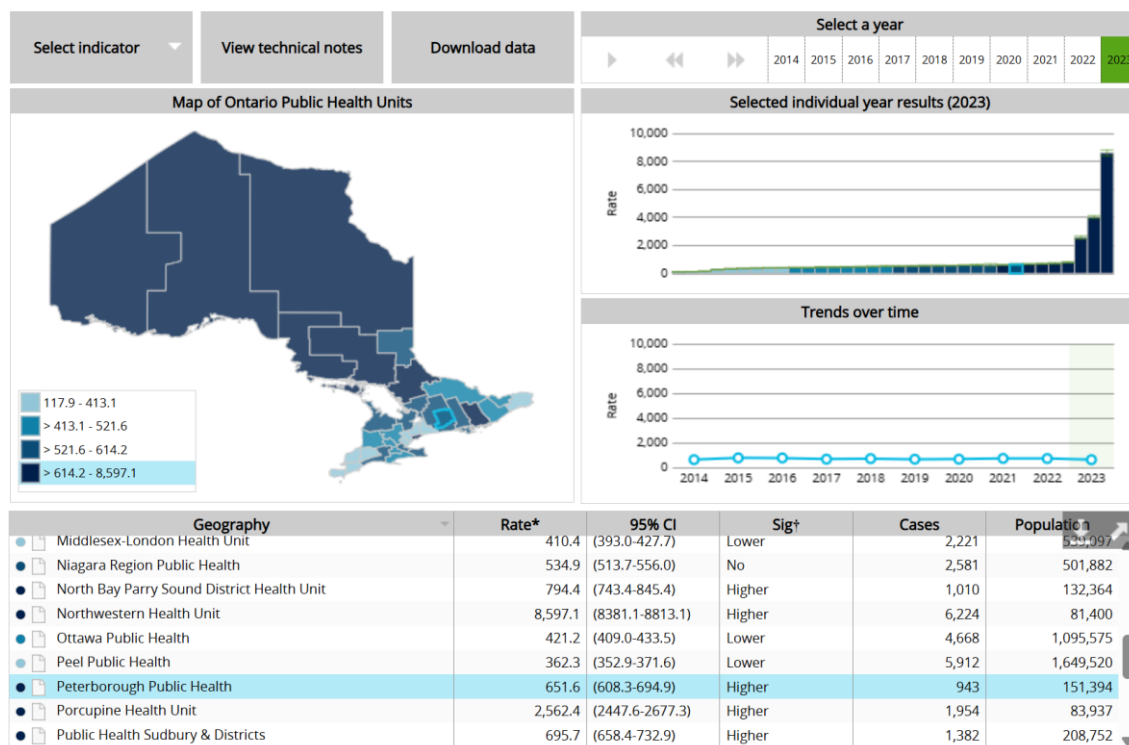 Select indicator
View technical notes
Download data
Select a year
2014 2015 2016 2017 2018 2019 2020 2021 2022 2023
Map of Ontario Public Health Units
117.9 - 413.1
> 413.1 - 521.6
> 521.6 - 614.2
> 614.2 - 8,597.1
Selected individual year results (2023)
10,000
8,000
6,000
4,000
2,000
0
Rate
Trends over time
10,000
8,000
6,000
4,000
2,000
0
Rate
2014 2015 2016 2017 2018 2019 2020 2021 2022 2023
Geography Rate* 95% CI Sig† Cases Population
Middlesex-London Health Unit 410.4 (393.0-427.7) Lower 2,221 539,097
Niagara Region Public Health 534.9 (513.7-556.0) No 2,581 501,882
North Bay Parry Sound District Health Unit 794.4 (743.4-845.4) Higher 1,010 132,364
Northwestern Health Unit 8,597.1 (8381.1-8813.1) Higher 6,224 81,400
Ottawa Public Health 421.2 (409.0-433.5) Lower 4,668 1,095,575
Peel Public Health 362.3 (352.9-371.6) Lower 5,912 1,649,520
Peterborough Public Health 651.6 (608.3-694.9) Higher 943 151,394
Porcupine Health Unit 2,562.4 (2447.6-2677.3) Higher 1,954 83,937
Public Health Sudbury & Districts 695.7 (658.4-732.9) Higher 1,382 208,752